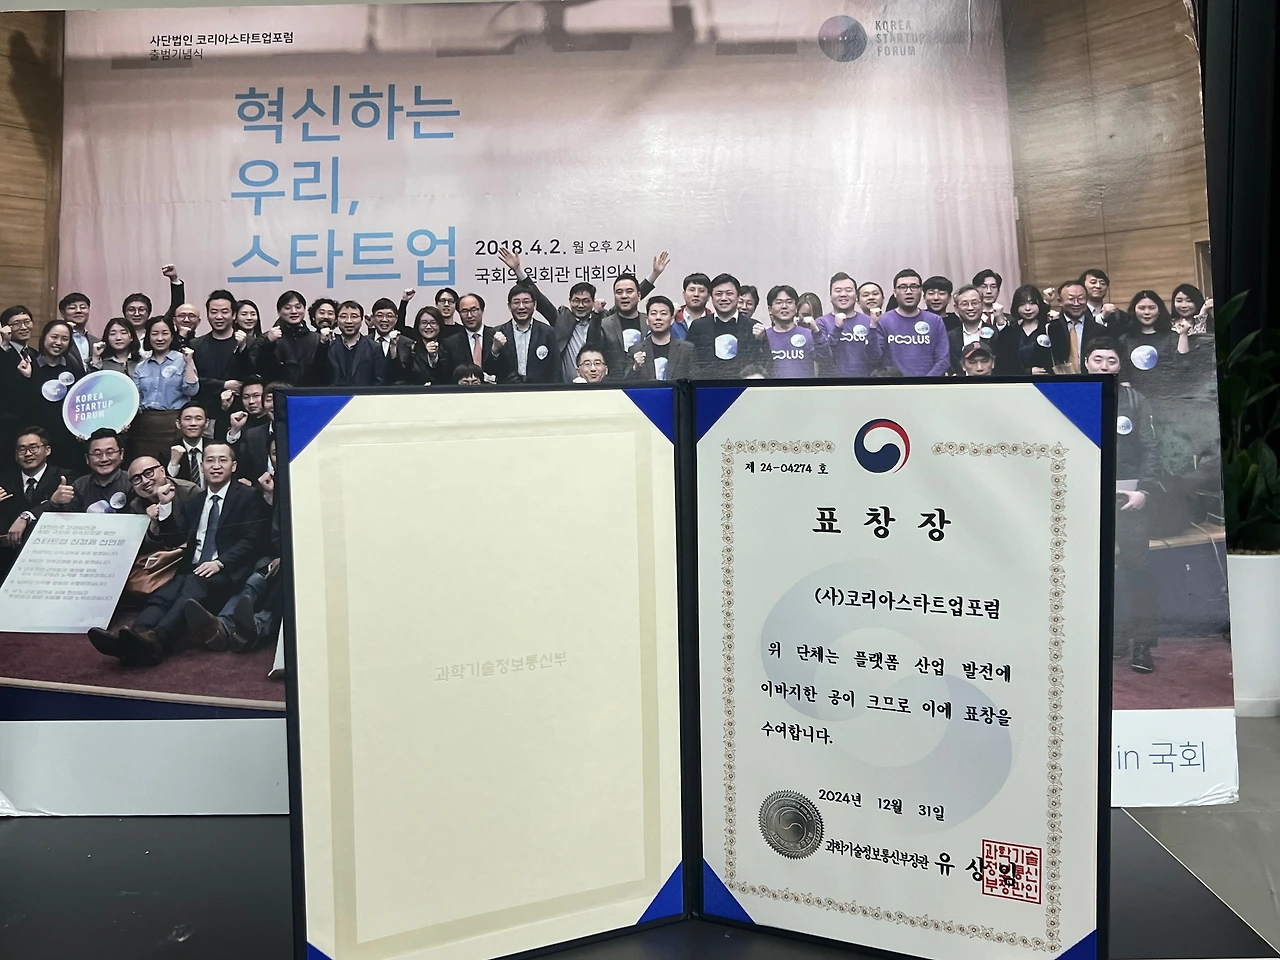 사단법인 코리아스타트업포럼
출범기념식
KOREA
STARTUP
FORUM
혁신하는
우리,
스타트업
2018.4.2. 월 오후 2시
국회의원회관 대회의실
POOLUS
POOLUS
KOREA
STARTUP
FORUM
스타트업 신경제 선언문
in 국회
과학기술정보통신부
제 24-04274 호
표창장
(사)코리아스타트업포럼
위 단체는 플랫폼 산업 발전에
이바지한 공이 크므로 이에 표창을
수여합니다.
2024년 12월 31일
과학기술정보통신부장관 유 상
과학기술
정보통신
부장관인